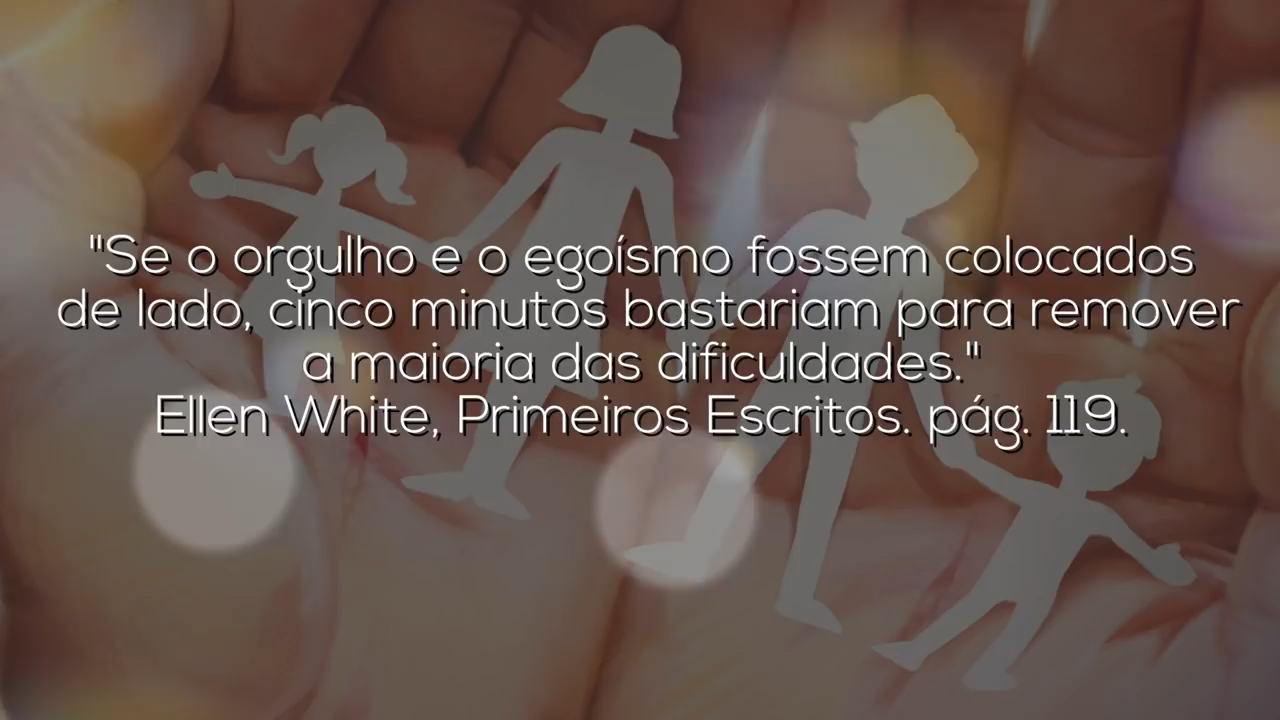 "Se o orgulho e o egoísmo fossem colocados
de lado, cinco minutos bastariam para remover
a maioria das dificuldades."
Ellen White, Primeiros Escritos. pág. 119.